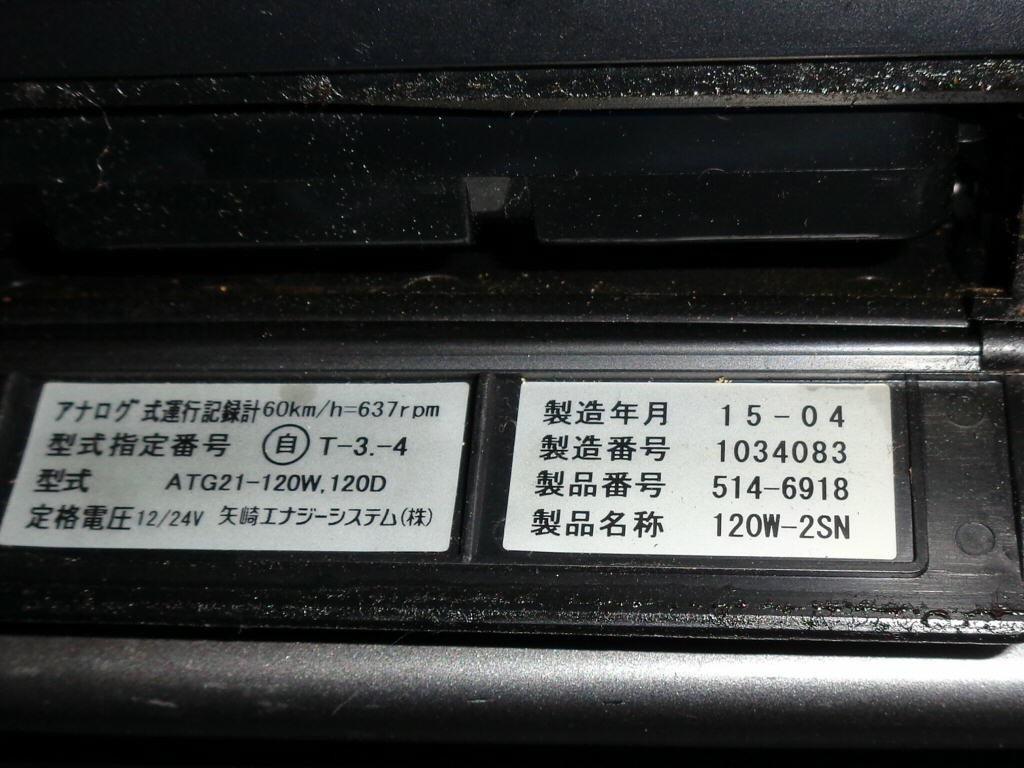 アナログ式運行記録計60km/h=637rpm
型式指定番号 自 T-3.-4
型式 ATG21-120W,120D
定格電圧12/24V 矢崎エナジーシステム(株)
製造年月 15-04
製造番号 1034083
製品番号 514-6918
製品名称 120W-2SN